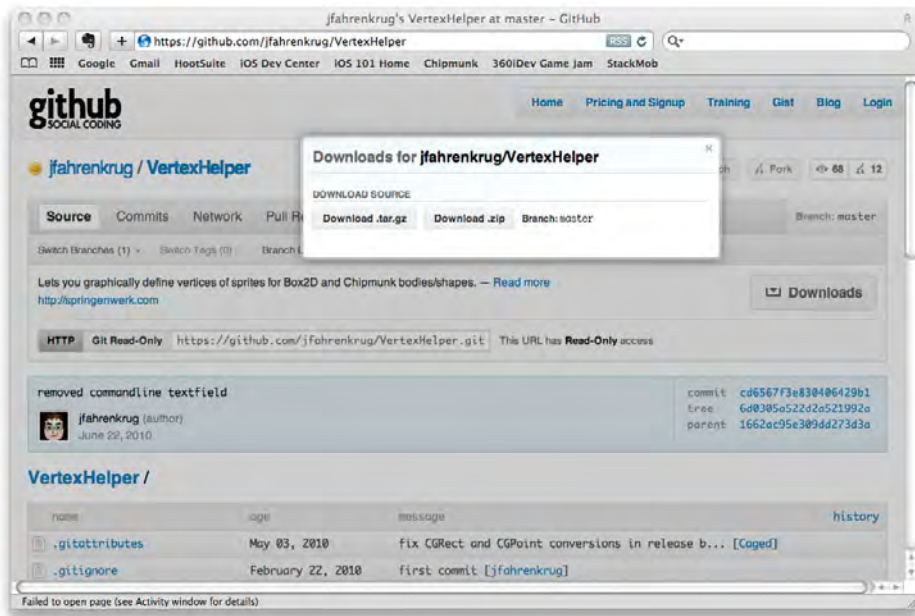 jfahrenkrug's VertexHelper at master – GitHub
https://github.com/jfahrenkrug/VertexHelper RSS
Google Gmail HootSuite iOS Dev Center iOS 101 Home Chipmunk 360iDev Game Jam StackMob
github
SOCIAL CODING
Home Pricing and Signup Training Gist Blog Login
jfahrenkrug / VertexHelper
Fork 68 12
Downloads for jfahrenkrug/VertexHelper
DOWNLOAD SOURCE
Download .tar.gz Download .zip Branch: master
Source Commits Network Pull Branch: master
Switch Branches (1) Switch Tags (0) Branch
Lets you graphically define vertices of sprites for Box2D and Chipmunk bodies/shapes. — Read more
http://springenwerk.com
Downloads
HTTP Git Read-Only https://github.com/jfahrenkrug/VertexHelper.git This URL has Read-Only access
removed commandline textfield
jfahrenkrug (author)
June 22, 2010
commit cd6567f3e830406429b1
tree 6d0305a522d2a521992a
parent 1662ac95e309dd273d3a
VertexHelper /
name age message history
.gitattributes May 03, 2010 fix CGRect and CGPoint conversions in release b... [Caged]
.gitignore February 22, 2010 first commit [jfahrenkrug]
Failed to open page (see Activity window for details)